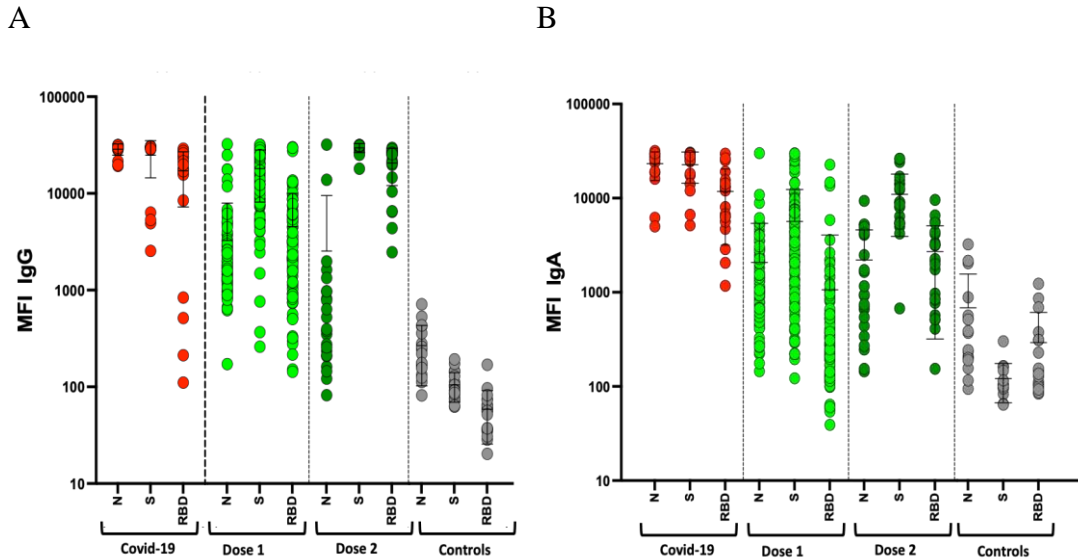 A
B
100000
10000
1000
100
10
MFI IgG
N
S
RBD
N
S
RBD
N
S
RBD
N
S
RBD
Covid-19
Dose 1
Dose 2
Controls
100000
10000
1000
100
10
MFI IgA
N
S
RBD
N
S
RBD
N
S
RBD
N
S
RBD
Covid-19
Dose 1
Dose 2
Controls